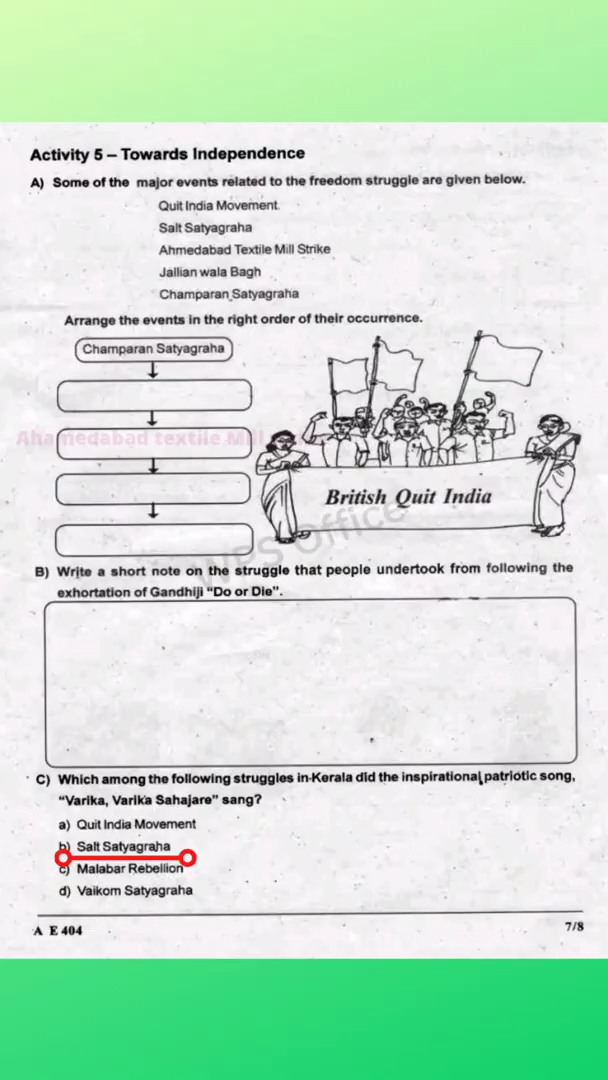 Activity 5 – Towards Independence
A) Some of the major events related to the freedom struggle are given below.
Quit India Movement
Salt Satyagraha
Ahmedabad Textile Mill Strike
Jallian wala Bagh
Champaran Satyagraha
Arrange the events in the right order of their occurrence.
Champaran Satyagraha
Ahamedabad textile Mill
British Quit India
WPS Office
B) Write a short note on the struggle that people undertook from following the
exhortation of Gandhiji "Do or Die".
C) Which among the following struggles in Kerala did the inspirational patriotic song,
"Varika, Varika Sahajare" sang?
a) Quit India Movement
b) Salt Satyagraha
c) Malabar Rebellion
d) Vaikom Satyagraha
A E 404
7/8